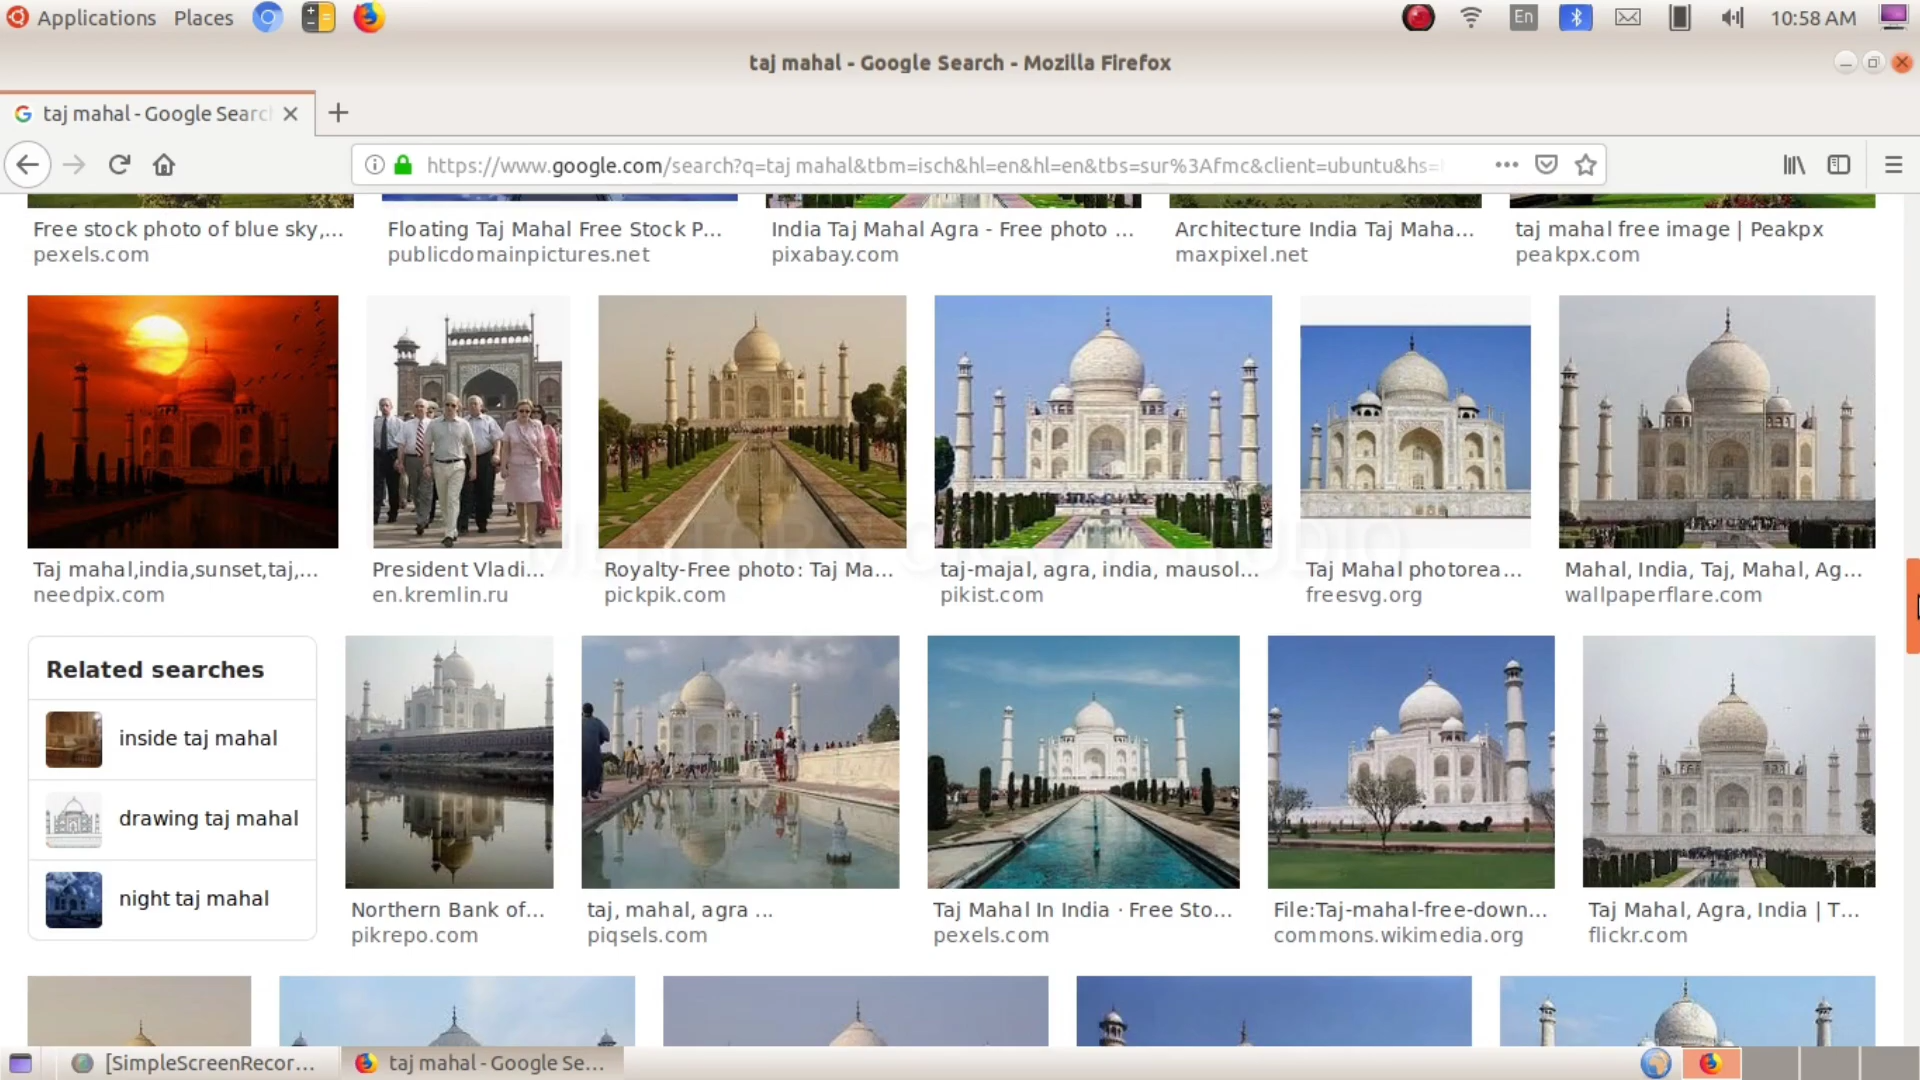 Applications Places En 10:58 AM
taj mahal - Google Search - Mozilla Firefox
taj mahal - Google Searc
https://www.google.com/search?q=taj mahal&tbm=isch&hl=en&hl=en&tbs=sur%3Afmc&client=ubuntu&hs=
Free stock photo of blue sky,... Floating Taj Mahal Free Stock P... India Taj Mahal Agra - Free photo ... Architecture India Taj Maha... taj mahal free image | Peakpx
pexels.com publicdomainpictures.net pixabay.com maxpixel.net peakpx.com
Taj mahal,india,sunset,taj,... President Vladi... Royalty-Free photo: Taj Ma... taj-majal, agra, india, mausol... Taj Mahal photorea... Mahal, India, Taj, Mahal, Ag...
needpix.com en.kremlin.ru pickpik.com pikist.com freesvg.org wallpaperflare.com
Related searches
inside taj mahal
drawing taj mahal
night taj mahal
Northern Bank of... taj, mahal, agra ... Taj Mahal In India · Free Sto... File:Taj-mahal-free-down... Taj Mahal, Agra, India | T...
pikrepo.com piqsels.com pexels.com commons.wikimedia.org flickr.com
[SimpleScreenRecor... taj mahal - Google Se...